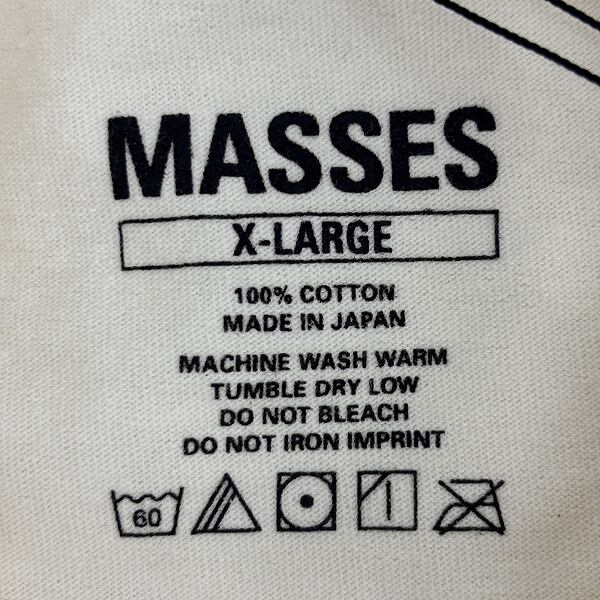 MASSES
X-LARGE
100% COTTON
MADE IN JAPAN
MACHINE WASH WARM
TUMBLE DRY LOW
DO NOT BLEACH
DO NOT IRON IMPRINT
60